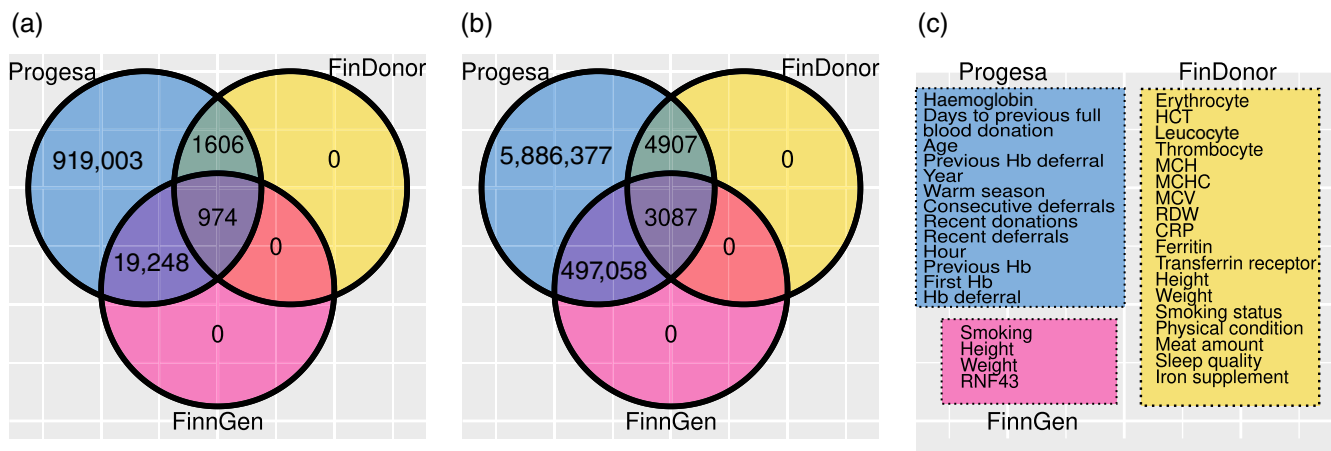 (a)
Progesa
FinDonor
919,003
1606
0
974
19,248
0
0
FinnGen
(b)
Progesa
FinDonor
5,886,377
4907
0
3087
497,058
0
0
FinnGen
(c)
Progesa
Haemoglobin
Days to previous full
blood donation
Age
Previous Hb deferral
Year
Warm season
Consecutive deferrals
Recent donations
Recent deferrals
Hour
Previous Hb
First Hb
Hb deferral
FinDonor
Erythrocyte
HCT
Leucocyte
Thrombocyte
MCH
MCHC
MCV
RDW
CRP
Ferritin
Transferrin receptor
Height
Weight
Smoking status
Physical condition
Meat amount
Sleep quality
Iron supplement
Smoking
Height
Weight
RNF43
FinnGen